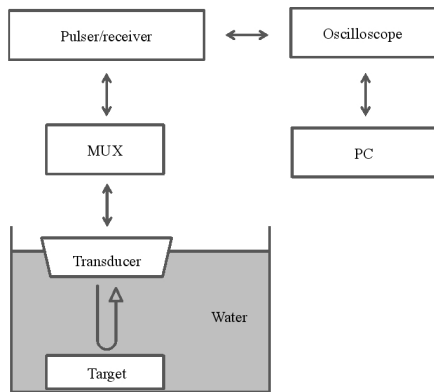 Pulser/receiver
Oscilloscope
MUX
PC
Transducer
Water
Target